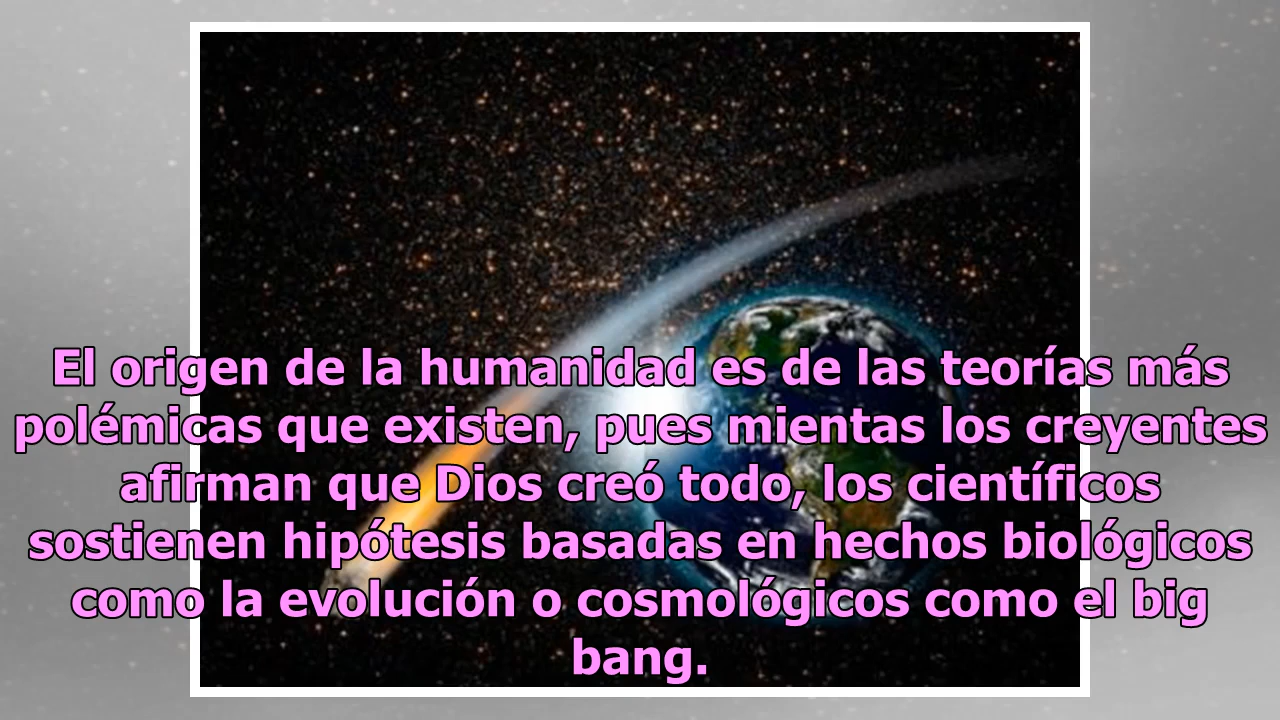 El origen de la humanidad es de las teorías más
polémicas que existen, pues mientas los creyentes
afirman que Dios creó todo, los científicos
sostienen hipótesis basadas en hechos biológicos
como la evolución o cosmológicos como el big
bang.